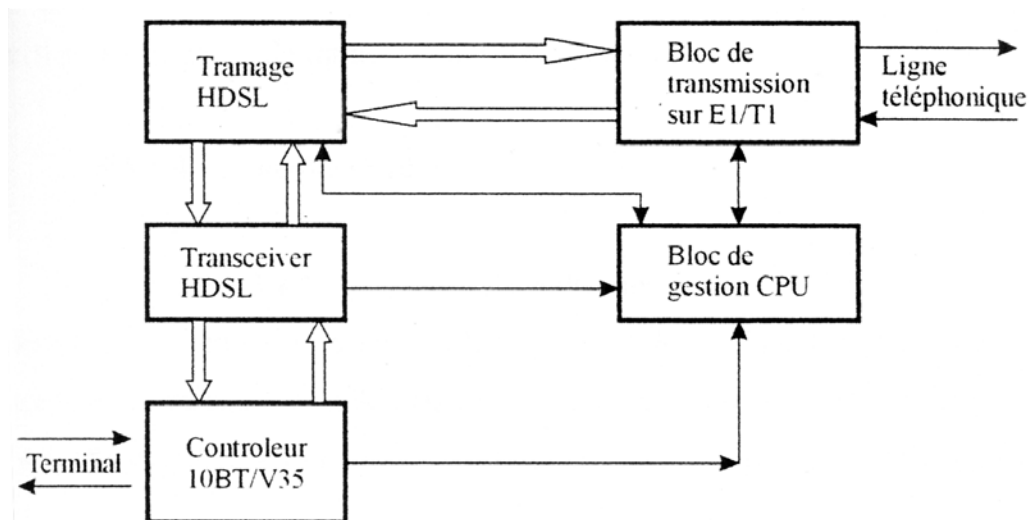 Tramage
HDSL
Bloc de
transmission
sur E1/T1
Ligne
téléphonique
Transceiver
HDSL
Bloc de
gestion CPU
Terminal
Controleur
10BT/V35